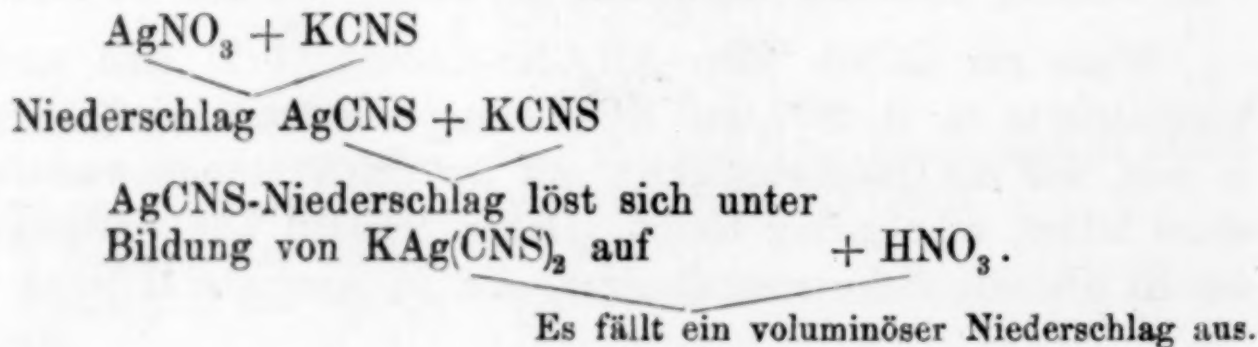 AgNO₃ + KCNS
Niederschlag AgCNS + KCNS
AgCNS-Niederschlag löst sich unter
Bildung von KAg(CNS)₂ auf + HNO₃.
Es fällt ein voluminöser Niederschlag aus.